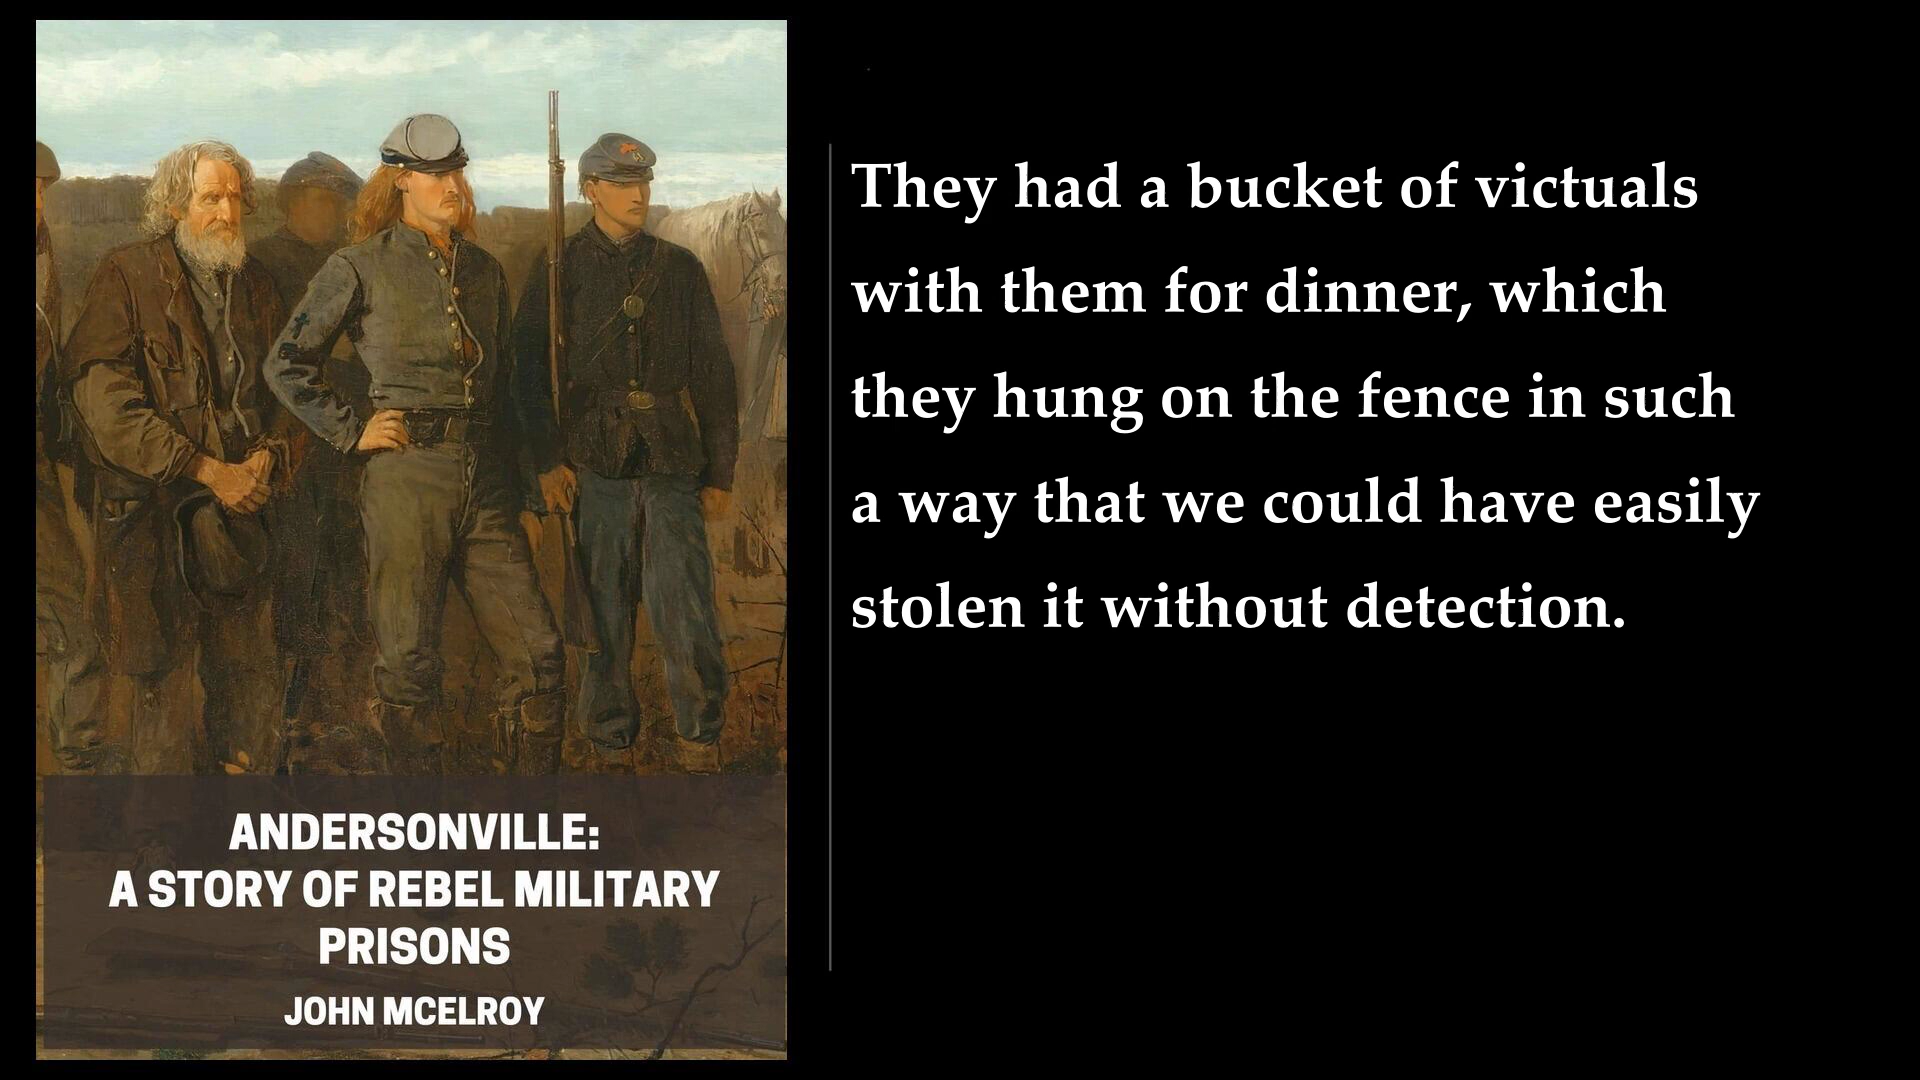 They had a bucket of victuals
with them for dinner, which
they hung on the fence in such
a way that we could have easily
stolen it without detection.
ANDERSONVILLE:
A STORY OF REBEL MILITARY
PRISONS
JOHN MCELROY